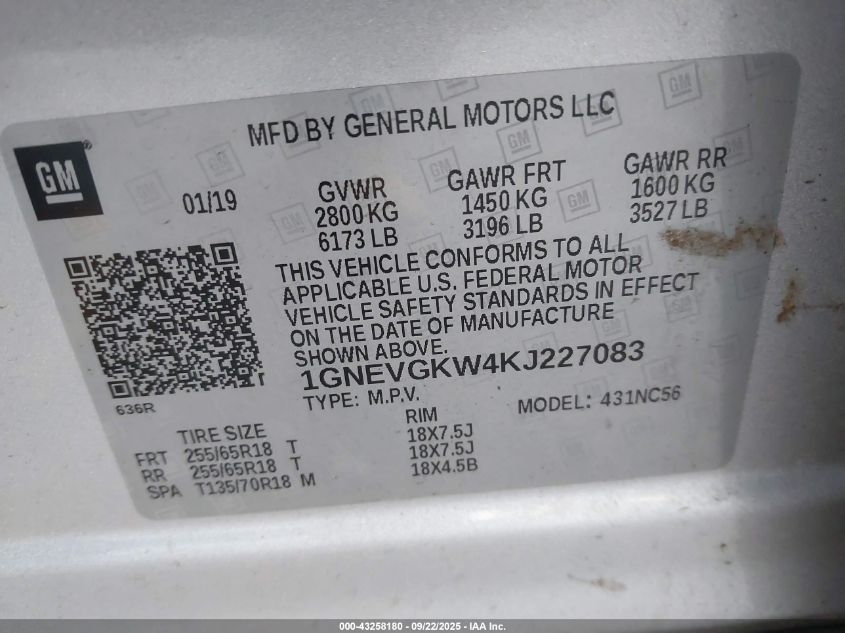 MFD BY GENERAL MOTORS LLC
GM®
01/19
GVWR
2800 KG
6173 LB
GAWR FRT
1450 KG
3196 LB
GAWR RR
1600 KG
3527 LB
THIS VEHICLE CONFORMS TO ALL
APPLICABLE U.S. FEDERAL MOTOR
VEHICLE SAFETY STANDARDS IN EFFECT
ON THE DATE OF MANUFACTURE
SHOWN ABOVE.
1GNEVGKW4KJ227083
TYPE: M.P.V.
MODEL: 431NC56
636R
TIRE SIZE RIM
FRT 255/65R18 T 18X7.5J
RR 255/65R18 T 18X7.5J
SPA T135/70R18 M 18X4.5B
000-43258180 - 09/22/2025 - IAA Inc.